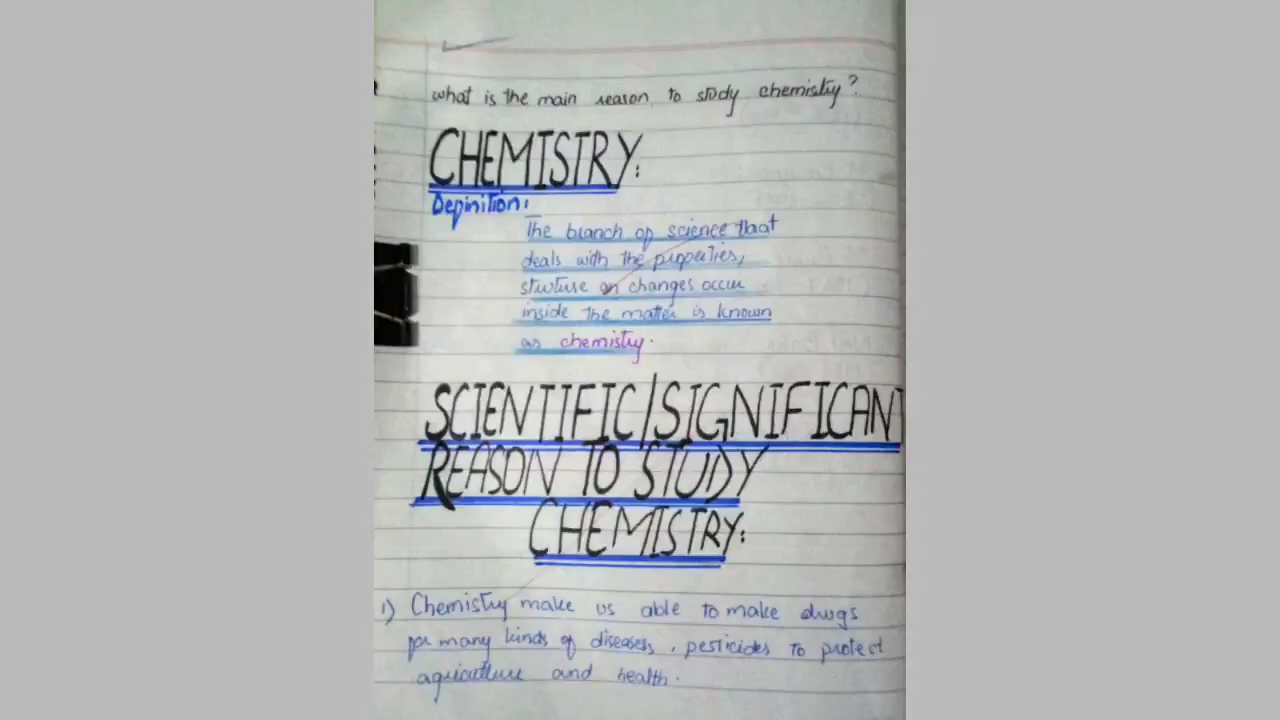 what is the main reason to study chemistry?
CHEMISTRY:
Definition:
The branch of science that
deals with the properties,
structure on changes occur
inside the matter is known
as chemistry.
SCIENTIFIC/SIGNIFICANT
REASON TO STUDY
CHEMISTRY:
1) Chemistry make us able to make drugs
for many kinds of diseases, pesticides to protect
agriculture and health.